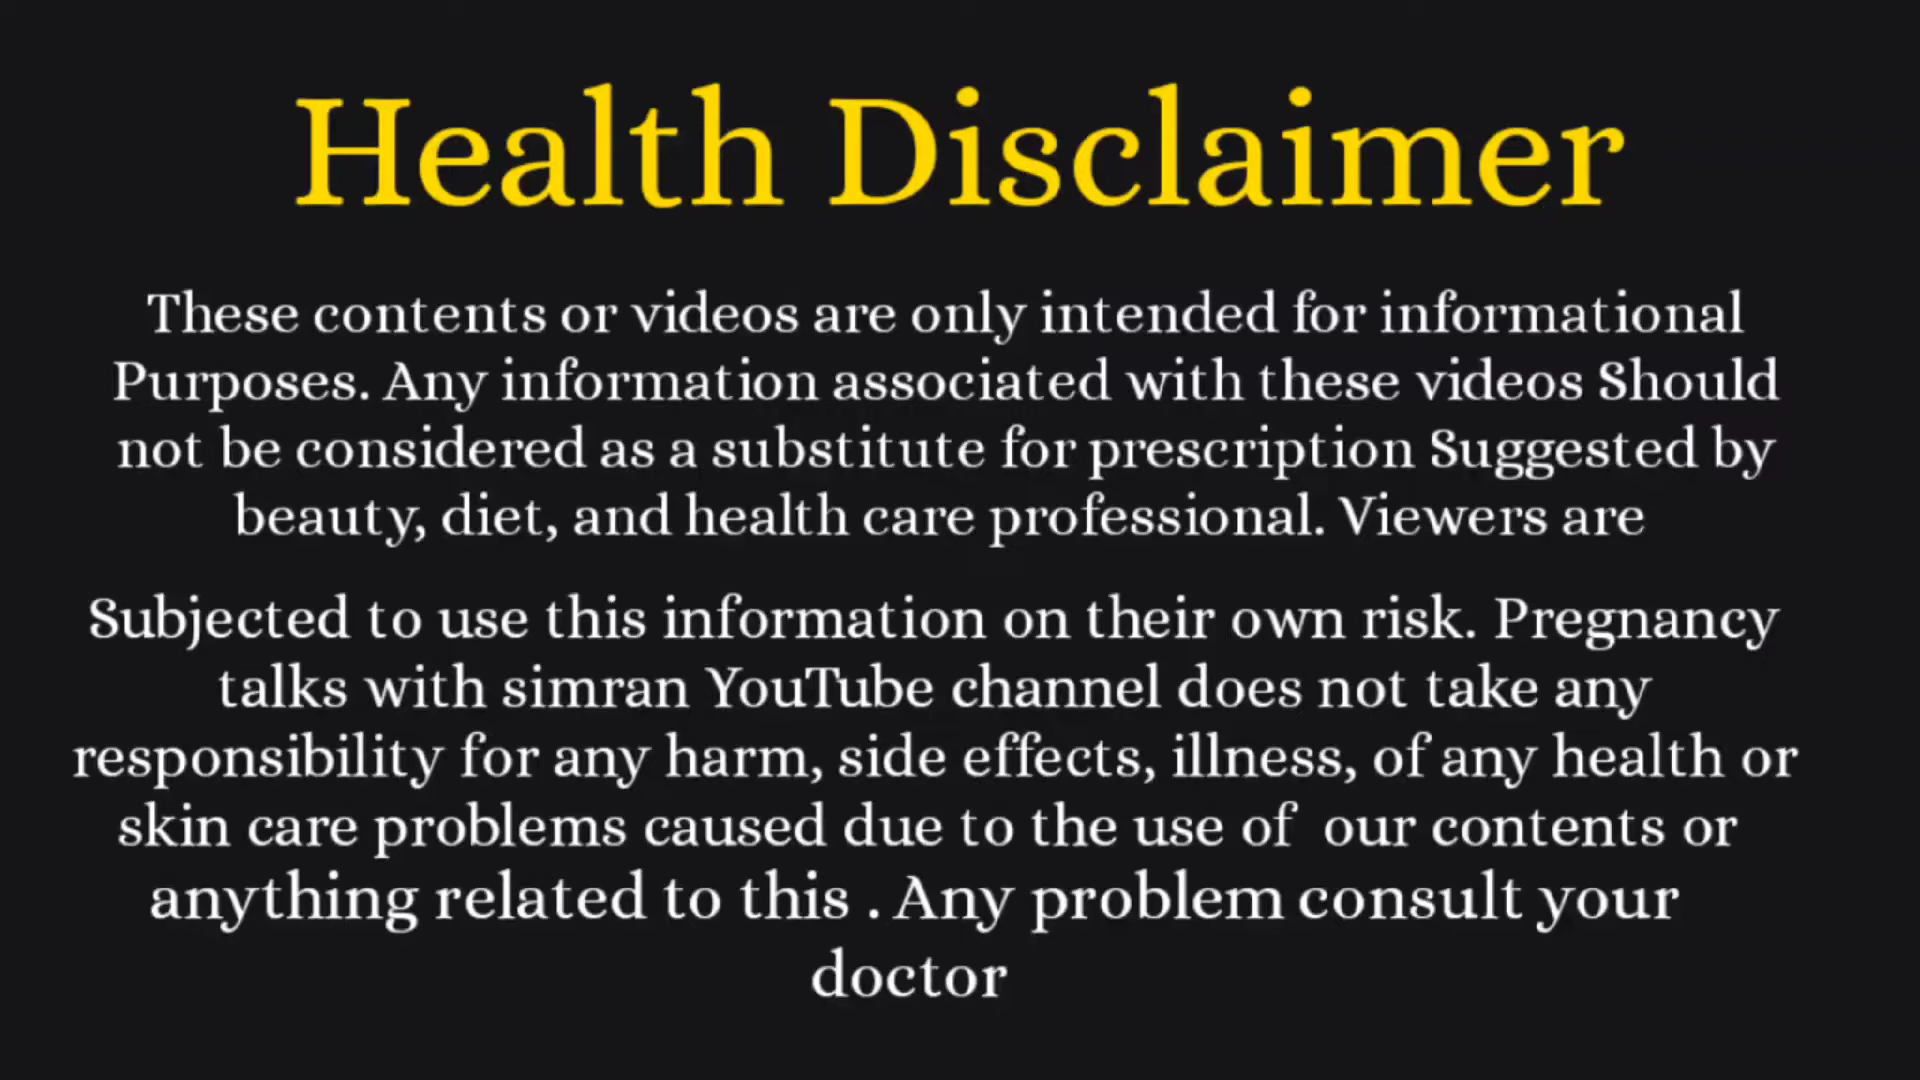 Health Disclaimer
These contents or videos are only intended for informational
Purposes. Any information associated with these videos Should
not be considered as a substitute for prescription Suggested by
beauty, diet, and health care professional. Viewers are
Subjected to use this information on their own risk. Pregnancy
talks with simran YouTube channel does not take any
responsibility for any harm, side effects, illness, of any health or
skin care problems caused due to the use of  our contents or
anything related to this . Any problem consult your
doctor